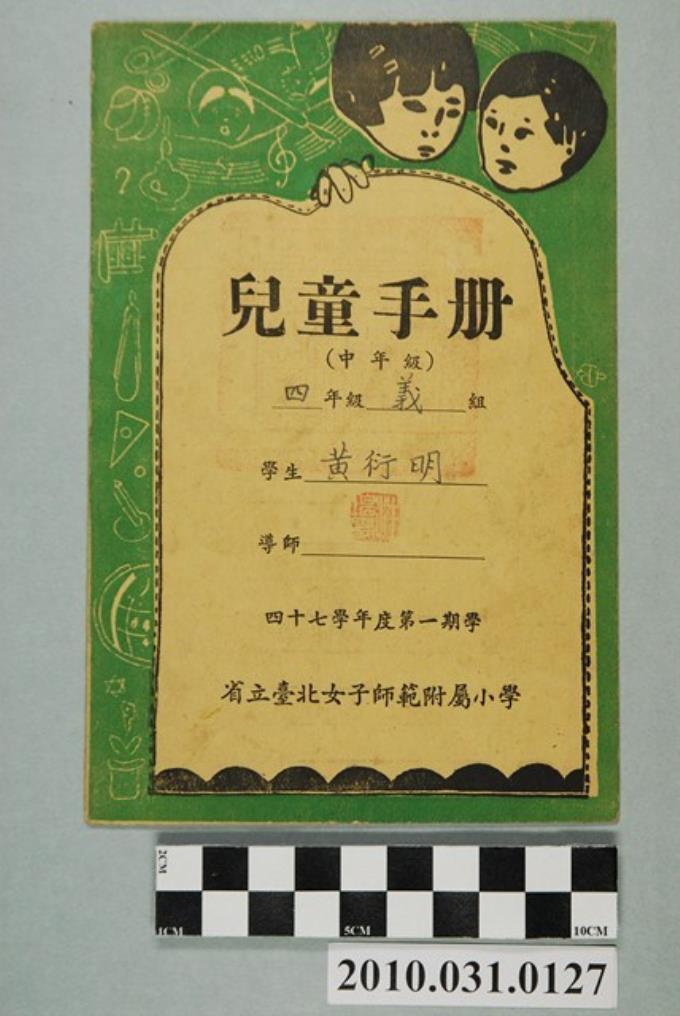 兒童手册
(中年級)
四年級義組
學生 黃衍明
導師
四十七學年度第一期學
省立臺北女子師範附屬小學
2CM
1CM 5CM 10CM
2010.031.0127